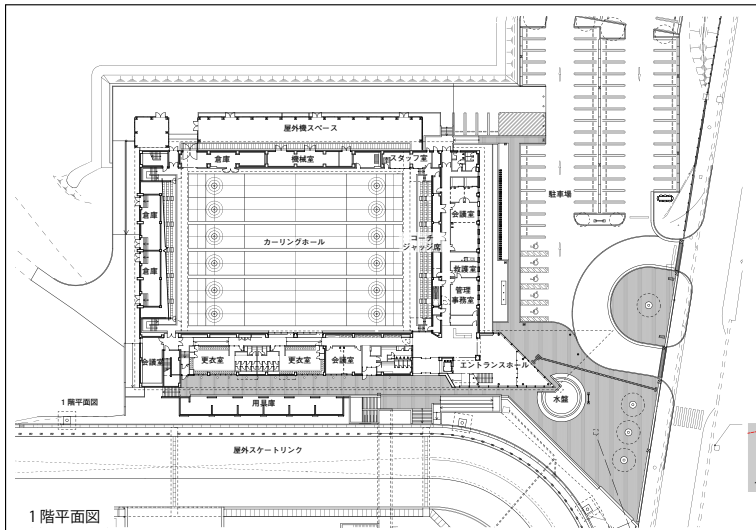 屋外機スペース
倉庫
機械室
スタッフ室
駐車場
倉庫
会議室
カーリングホール
コーチ
ジャッジ席
倉庫
救護室
管理
事務室
会議室
更衣室
更衣室
会議室
エントランスホール
水盤
用具庫
1階平面図
屋外スケートリンク
1階平面図